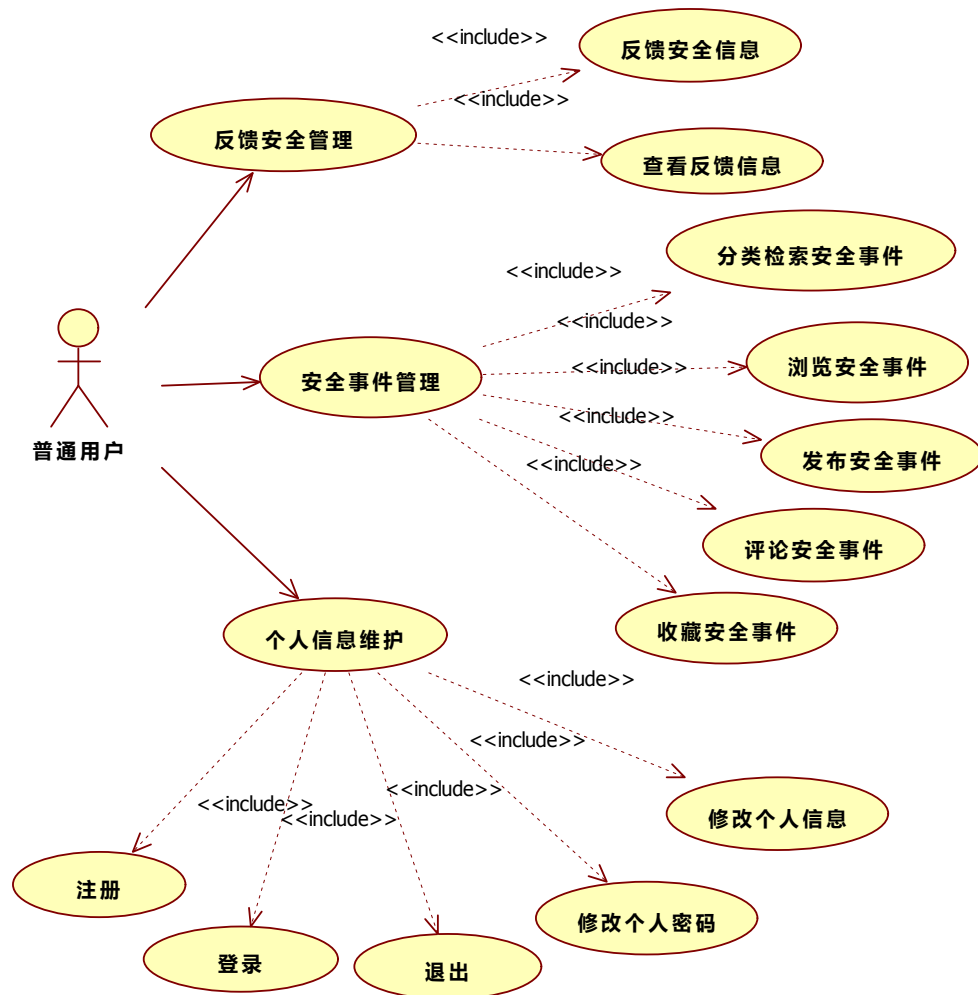 <<include>>
反馈安全信息
<<include>>
反馈安全管理
查看反馈信息
分类检索安全事件
<<include>>
<<include>>
浏览安全事件
<<include>>
安全事件管理
<<include>>
发布安全事件
普通用户
<<include>>
评论安全事件
收藏安全事件
个人信息维护
<<include>>
<<include>>
<<include>>
<<include>>
<<include>>
修改个人信息
注册
修改个人密码
登录
退出